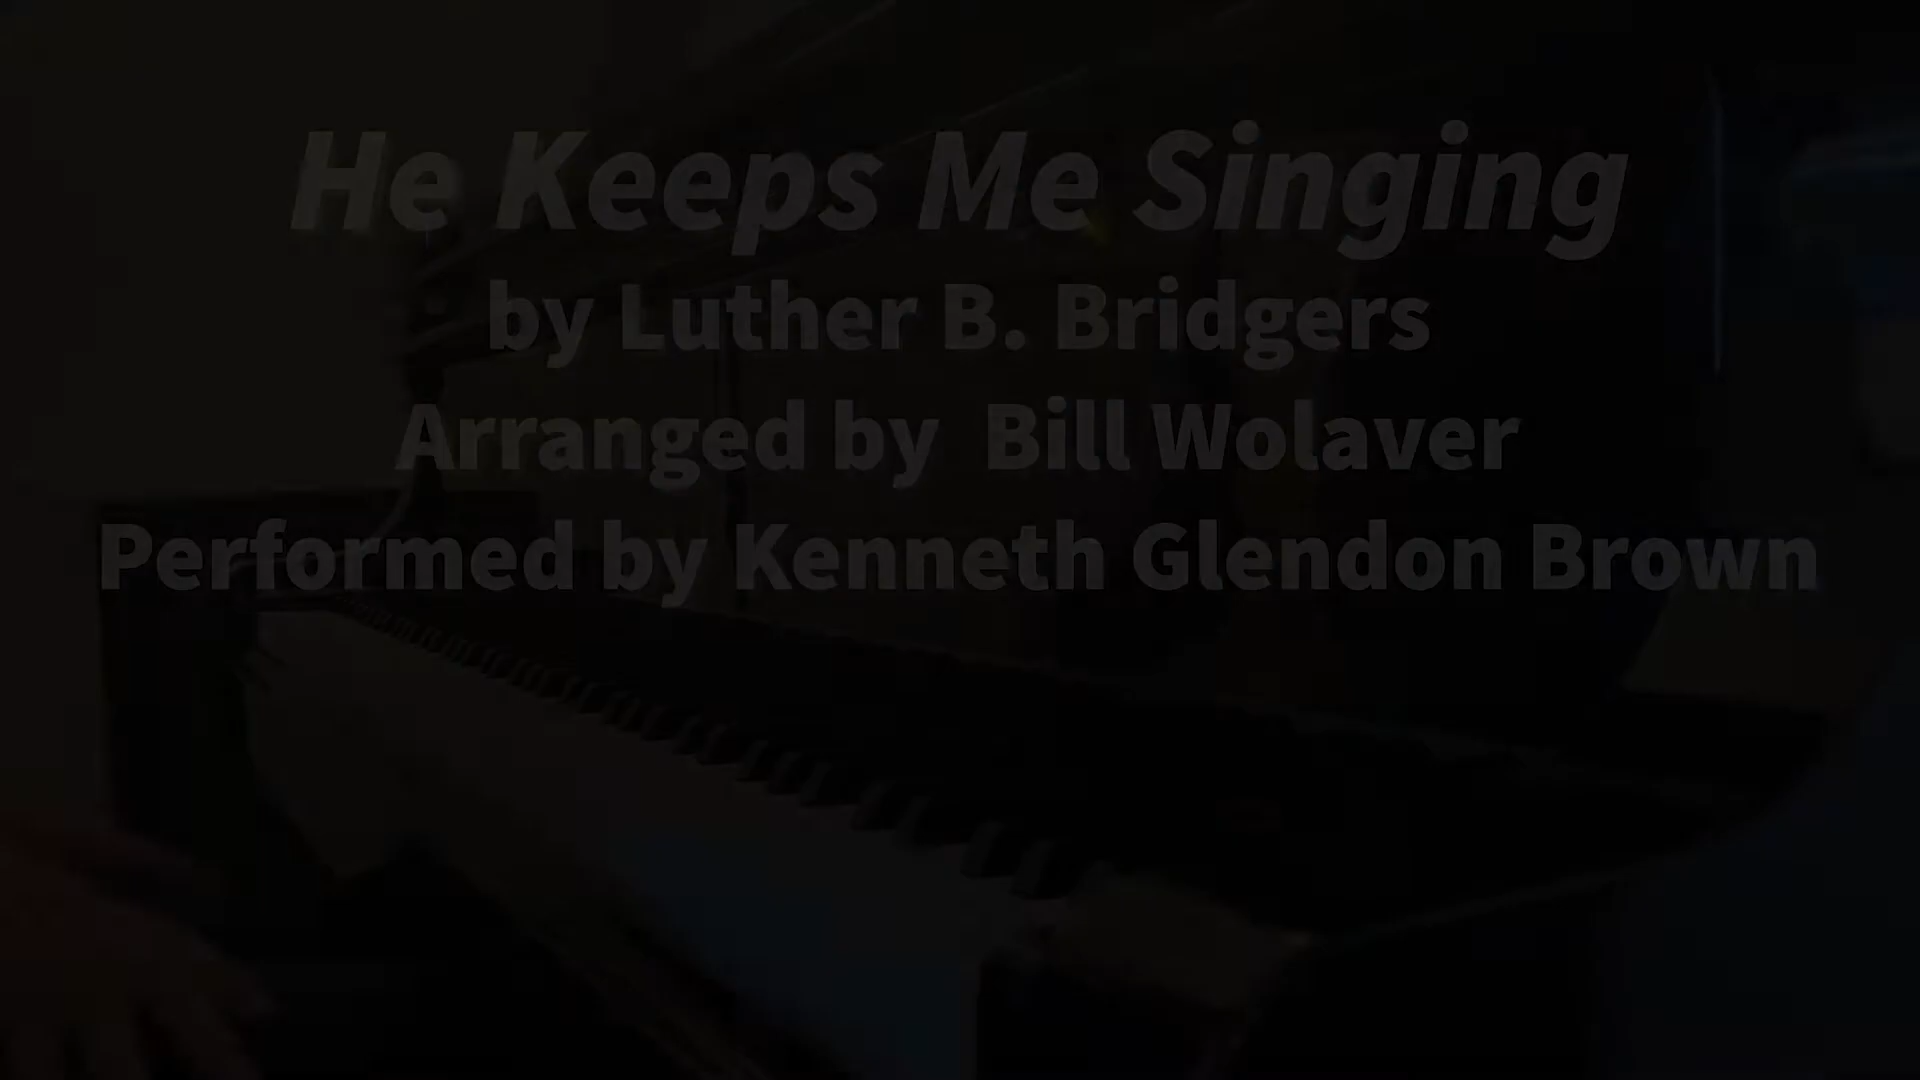 He Keeps Me Singing
by Luther B. Bridgers
Arranged by  Bill Wolaver
Performed by Kenneth Glendon Brown